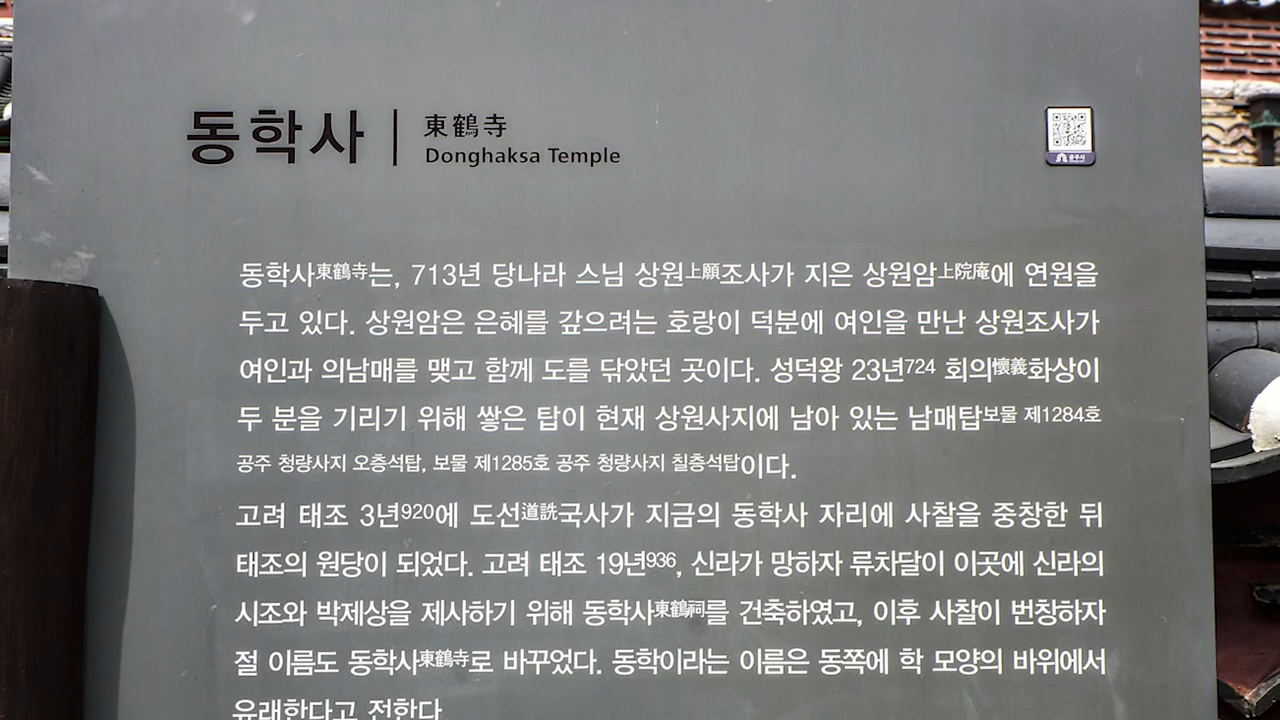 동학사 | 東鶴寺
Donghaksa Temple
공주시
동학사東鶴寺는, 713년 당나라 스님 상원上願조사가 지은 상원암上院庵에 연원을
두고 있다. 상원암은 은혜를 갚으려는 호랑이 덕분에 여인을 만난 상원조사가
여인과 의남매를 맺고 함께 도를 닦았던 곳이다. 성덕왕 23년724 회의懷義화상이
두 분을 기리기 위해 쌓은 탑이 현재 상원사지에 남아 있는 남매탑보물 제1284호
공주 청량사지 오층석탑, 보물 제1285호 공주 청량사지 칠층석탑이다.
고려 태조 3년920에 도선道詵국사가 지금의 동학사 자리에 사찰을 중창한 뒤
태조의 원당이 되었다. 고려 태조 19년936, 신라가 망하자 류차달이 이곳에 신라의
시조와 박제상을 제사하기 위해 동학사東鶴祠를 건축하였고, 이후 사찰이 번창하자
절 이름도 동학사東鶴寺로 바꾸었다. 동학이라는 이름은 동쪽에 학 모양의 바위에서
유래한다고 전한다